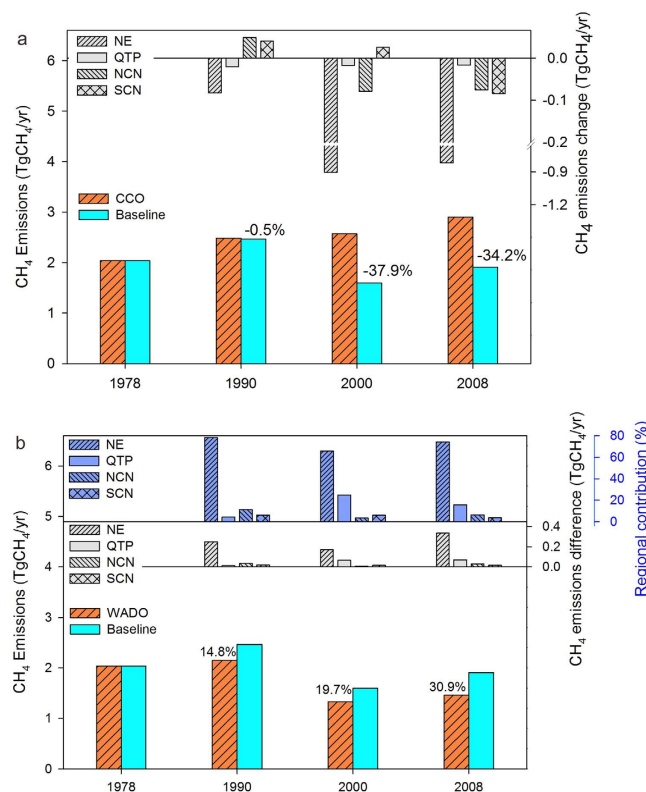 a
CH4 Emissions (TgCH4/yr)
6
5
4
3
2
1
0
NE
QTP
NCN
SCN
CCO
Baseline
-0.5%
-37.9%
-34.2%
0.0
-0.1
-0.2
-0.9
-1.2
CH4 emissions change (TgCH4/yr)
1978 1990 2000 2008
b
CH4 Emissions (TgCH4/yr)
6
5
4
3
2
1
0
NE
QTP
NCN
SCN
NE
QTP
NCN
SCN
WADO
Baseline
14.8%
19.7%
30.9%
0.4
0.2
0.0
CH4 emissions difference (TgCH4/yr)
80
60
40
20
0
Regional contribution (%)
1978 1990 2000 2008